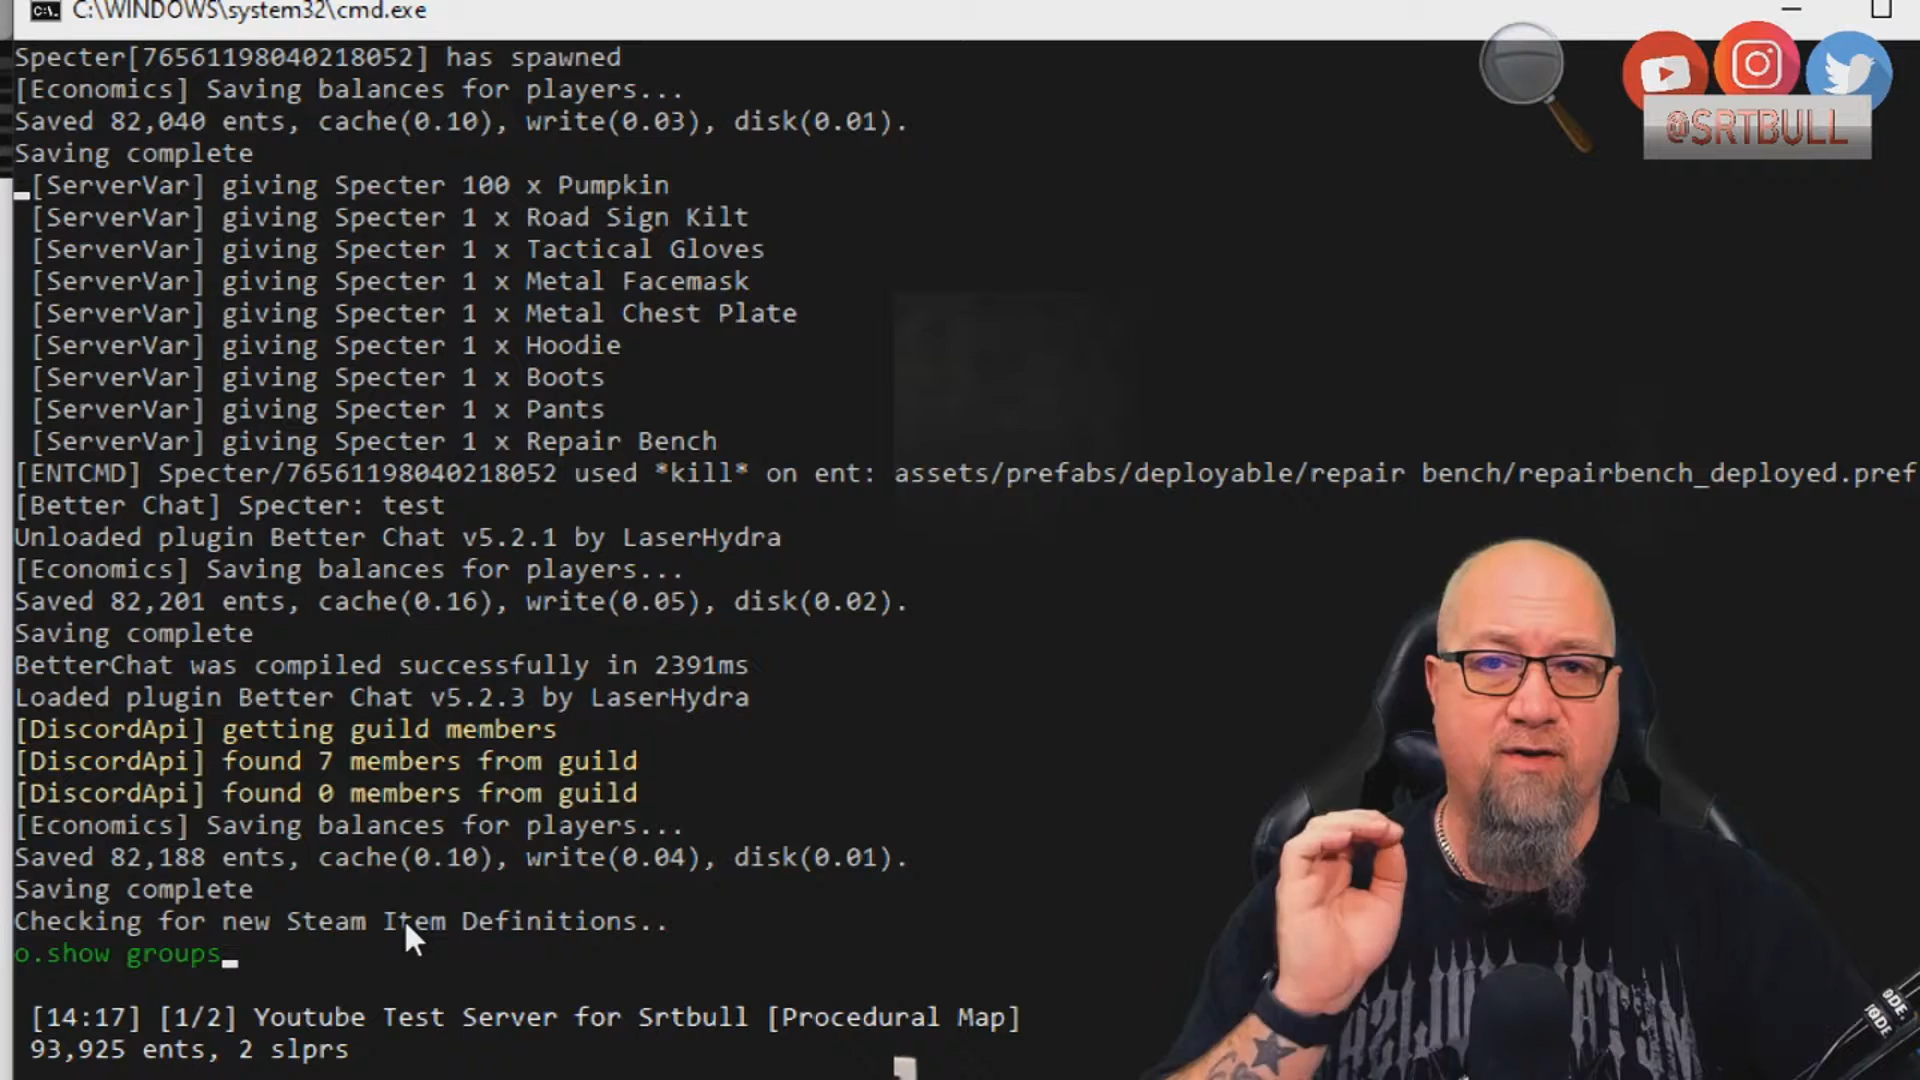 C:\WINDOWS\system32\cmd.exe
Specter[76561198040218052] has spawned
[Economics] Saving balances for players...
Saved 82,040 ents, cache(0.10), write(0.03), disk(0.01).
Saving complete
[ServerVar] giving Specter 100 x Pumpkin
[ServerVar] giving Specter 1 x Road Sign Kilt
[ServerVar] giving Specter 1 x Tactical Gloves
[ServerVar] giving Specter 1 x Metal Facemask
[ServerVar] giving Specter 1 x Metal Chest Plate
[ServerVar] giving Specter 1 x Hoodie
[ServerVar] giving Specter 1 x Boots
[ServerVar] giving Specter 1 x Pants
[ServerVar] giving Specter 1 x Repair Bench
[ENTCMD] Specter/76561198040218052 used *kill* on ent: assets/prefabs/deployable/repair bench/repairbench_deployed.pref
[Better Chat] Specter: test
Unloaded plugin Better Chat v5.2.1 by LaserHydra
[Economics] Saving balances for players...
Saved 82,201 ents, cache(0.16), write(0.05), disk(0.02).
Saving complete
BetterChat was compiled successfully in 2391ms
Loaded plugin Better Chat v5.2.3 by LaserHydra
[DiscordApi] getting guild members
[DiscordApi] found 7 members from guild
[DiscordApi] found 0 members from guild
[Economics] Saving balances for players...
Saved 82,188 ents, cache(0.10), write(0.04), disk(0.01).
Saving complete
Checking for new Steam Item Definitions..
o.show groups
[14:17] [1/2] Youtube Test Server for Srtbull [Procedural Map]
93,925 ents, 2 slprs
@SRTBULL